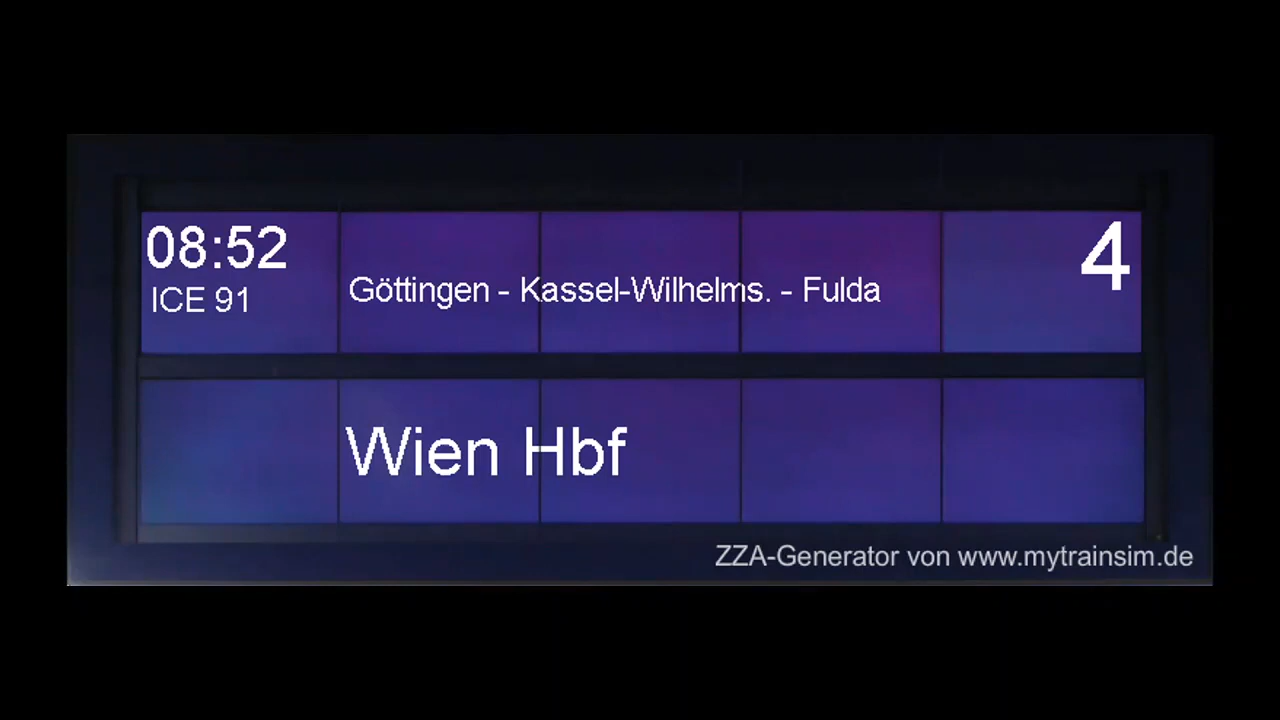 08:52
4
ICE 91
Göttingen - Kassel-Wilhelms. - Fulda
Wien Hbf
ZZA-Generator von www.mytrainsim.de